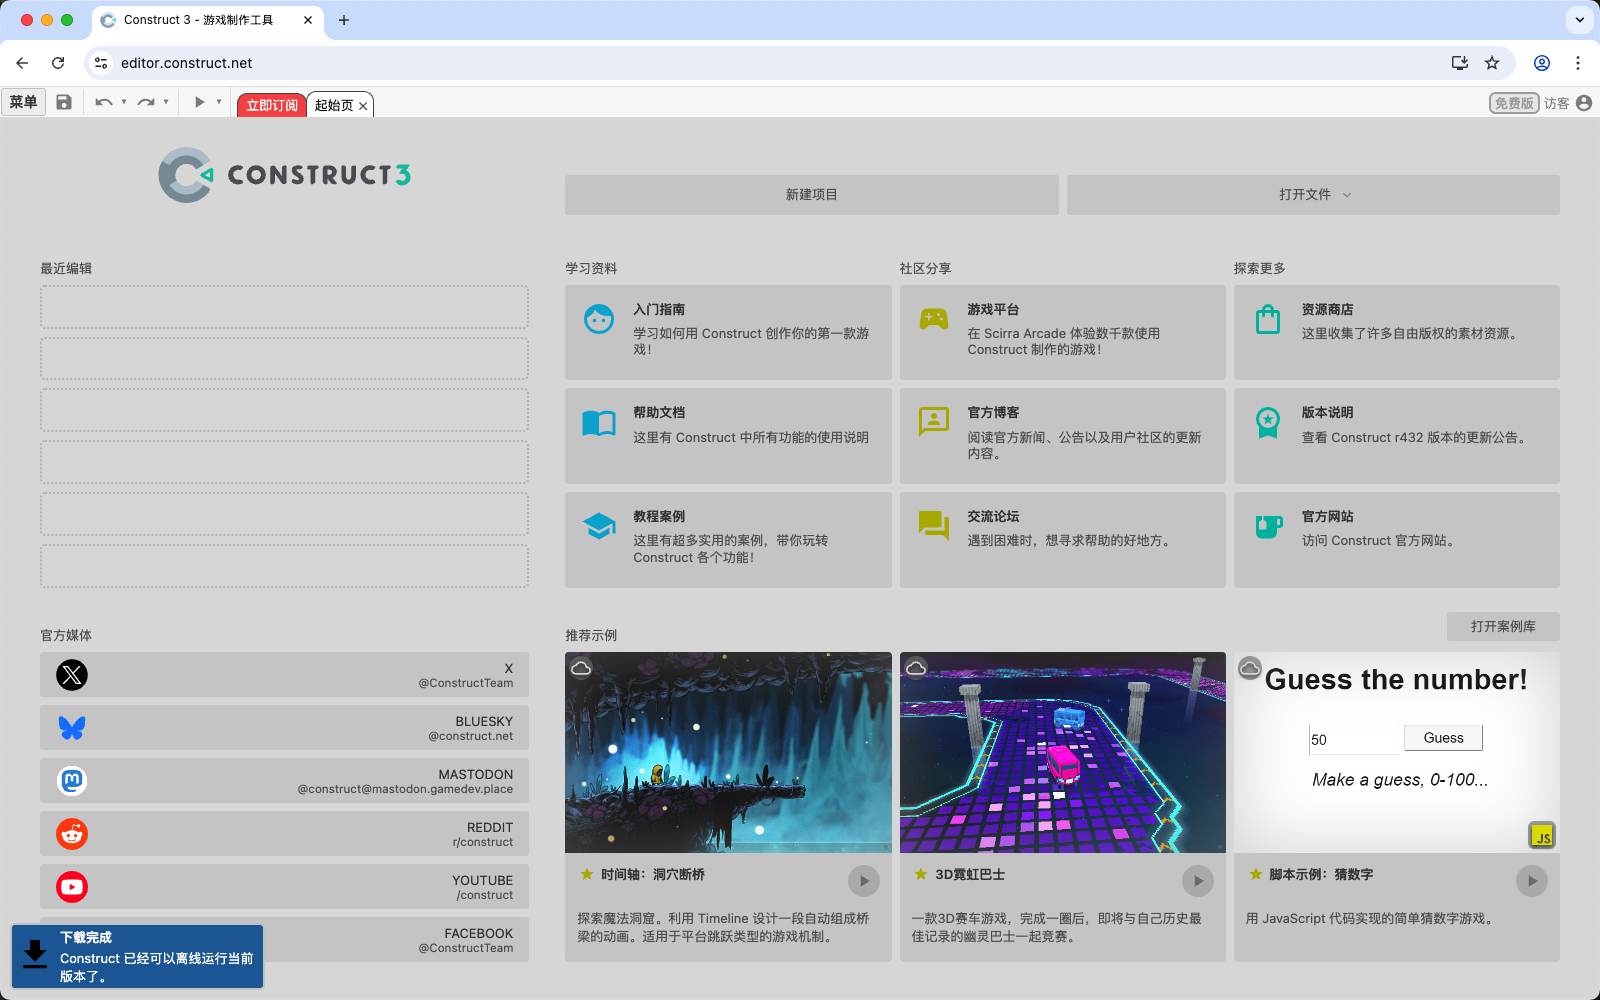 Construct 3 - 游戏制作工具
editor.construct.net
菜单
立即订阅
起始页
免费版
访客
CONSTRUCT 3
新建项目
打开文件
最近编辑
学习资料
社区分享
探索更多
入门指南
学习如何用 Construct 创作你的第一款游
戏！
游戏平台
在 Scirra Arcade 体验数千款使用
Construct 制作的游戏！
资源商店
这里收集了许多自由版权的素材资源。
帮助文档
这里有 Construct 中所有功能的使用说明
官方博客
阅读官方新闻、公告以及用户社区的更新
内容。
版本说明
查看 Construct r432 版本的更新公告。
教程案例
这里有超多实用的案例，带你玩转
Construct 各个功能！
交流论坛
遇到困难时，想寻求帮助的好地方。
官方网站
访问 Construct 官方网站。
官方媒体
X
@ConstructTeam
BLUESKY
@construct.net
MASTODON
@construct@mastodon.gamedev.place
REDDIT
r/construct
YOUTUBE
/construct
FACEBOOK
@ConstructTeam
推荐示例
打开案例库
Guess the number!
50
Guess
Make a guess, 0-100...
JS
时间轴：洞穴断桥
探索魔法洞窟。利用 Timeline 设计一段自动组成桥
梁的动画。适用于平台跳跃类型的游戏机制。
3D霓虹巴士
一款3D赛车游戏，完成一圈后，即将与自己历史最
佳记录的幽灵巴士一起竞赛。
脚本示例：猜数字
用 JavaScript 代码实现的简单猜数字游戏。
下载完成
Construct 已经可以离线运行当前
版本了。